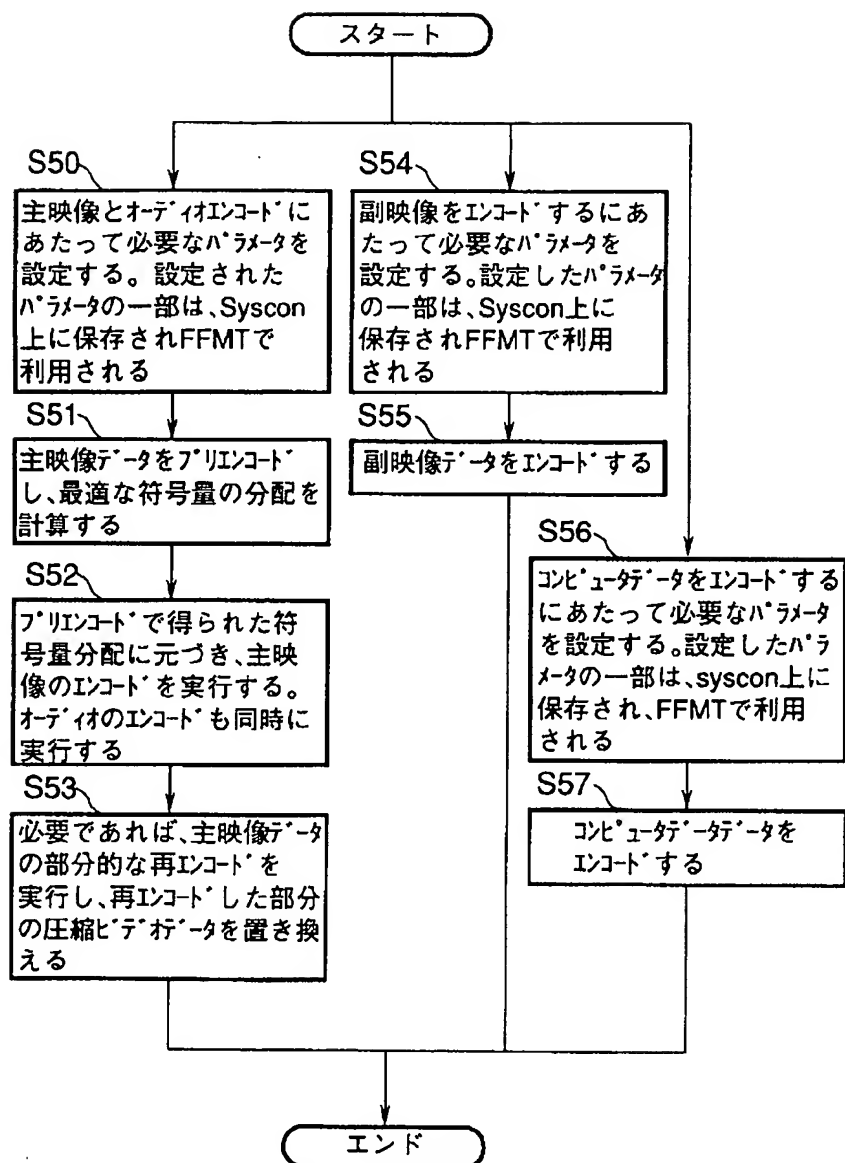 スタート
S50
主映像とオーディオエンコードに
あたって必要なパラメータを
設定する。設定された
パラメータの一部は、Syscon
上に保存されFFMTで
利用される
S51
主映像データをプリエンコード
し、最適な符号量の分配を
計算する
S52
プリエンコードで得られた符
号量分配に元づき、主映
像のエンコードを実行する。
オーディオのエンコードも同時に
実行する
S53
必要であれば、主映像データ
の部分的な再エンコードを
実行し、再エンコードした部分
の圧縮ビデオデータを置き換
える
S54
副映像をエンコードするにあ
たって必要なパラメータを
設定する。設定したパラメータ
の一部は、Syscon上に
保存されFFMTで利用
される
S55
副映像データをエンコードする
S56
コンピュータデータをエンコードする
にあたって必要なパラメータ
を設定する。設定したパラ
メータの一部は、syscon上に
保存され、FFMTで利用
される
S57
コンピュータデータデータを
エンコードする
エンド